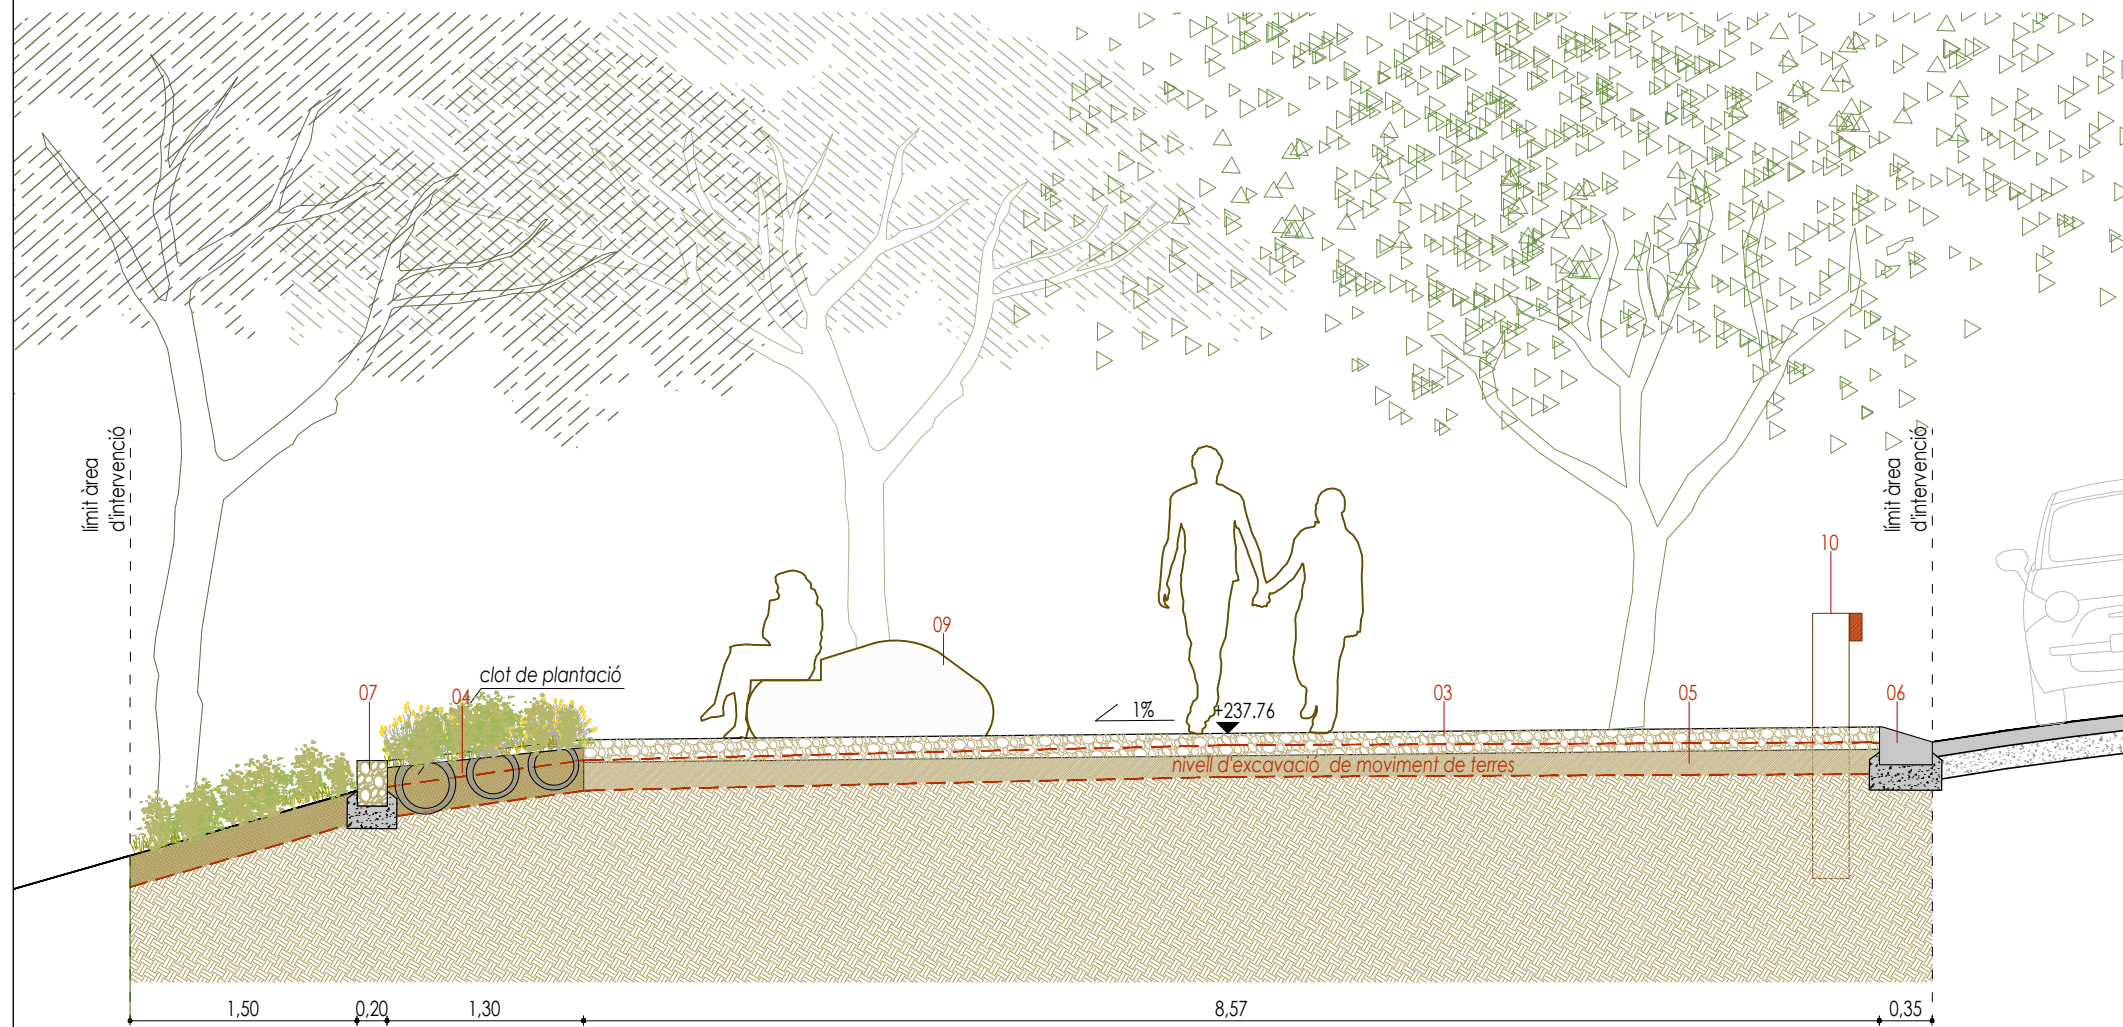 límit àrea
d'intervenció
límit àrea
d'intervenció
10
09
clot de plantació
07
04
03
05
06
1%
+237.76
nivell d'excavació de moviment de terres
1,50
0,20
1,30
8,57
0,35